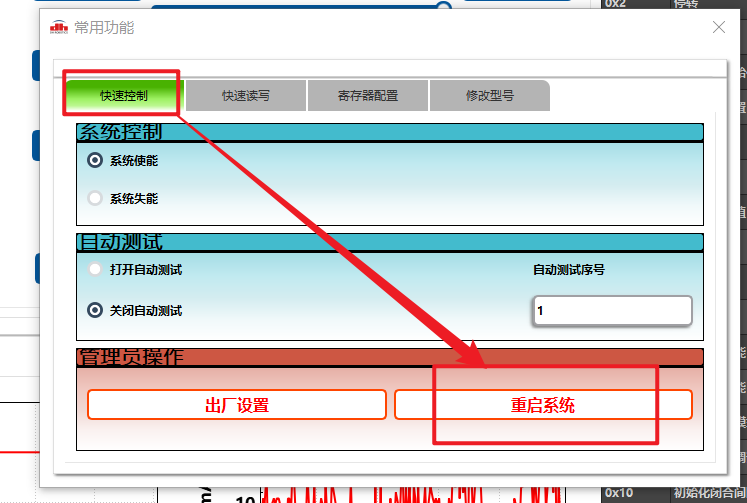 0x2 停转
常用功能
快速控制 快速读写 寄存器配置 修改型号
系统控制
系统使能
系统失能
自动测试
打开自动测试 自动测试序号
关闭自动测试 1
管理员操作
出厂设置 重启系统
10
0x10 初始化闭合间